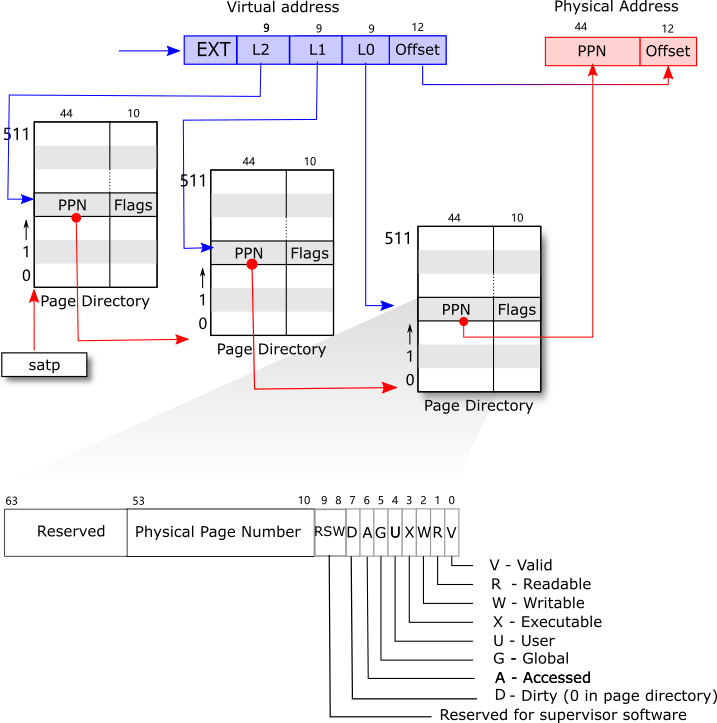 Virtual address
Physical Address
9 9 9 12
44 12
EXT L2 L1 L0 Offset
PPN Offset
44 10
511
PPN Flags
1
0
Page Directory
satp
44 10
511
PPN Flags
1
0
Page Directory
44 10
511
PPN Flags
1
0
Page Directory
63 53 10 9 8 7 6 5 4 3 2 1 0
Reserved Physical Page Number RSW D A G U X W R V
V - Valid
R - Readable
W - Writable
X - Executable
U - User
G - Global
A - Accessed
D - Dirty (0 in page directory)
Reserved for supervisor software